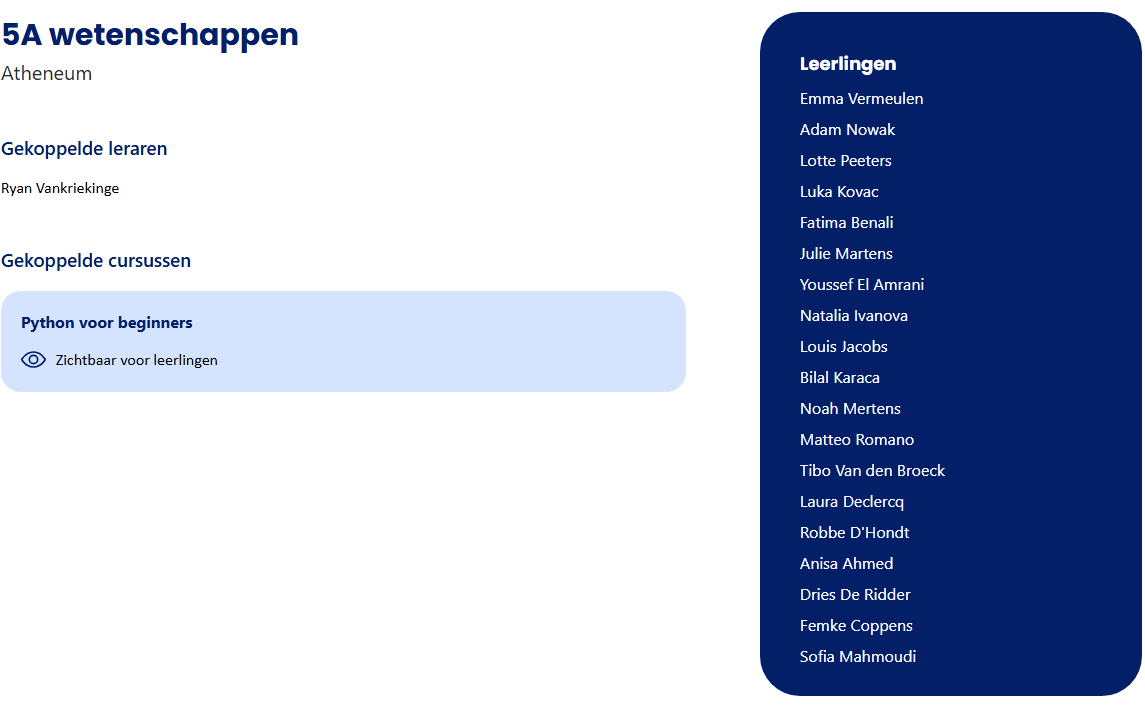 5A wetenschappen
Atheneum
Gekoppelde leraren
Ryan Vankriekinge
Gekoppelde cursussen
Python voor beginners
Zichtbaar voor leerlingen
Leerlingen
Emma Vermeulen
Adam Nowak
Lotte Peeters
Luka Kovac
Fatima Benali
Julie Martens
Youssef El Amrani
Natalia Ivanova
Louis Jacobs
Bilal Karaca
Noah Mertens
Matteo Romano
Tibo Van den Broeck
Laura Declercq
Robbe D'Hondt
Anisa Ahmed
Dries De Ridder
Femke Coppens
Sofia Mahmoudi